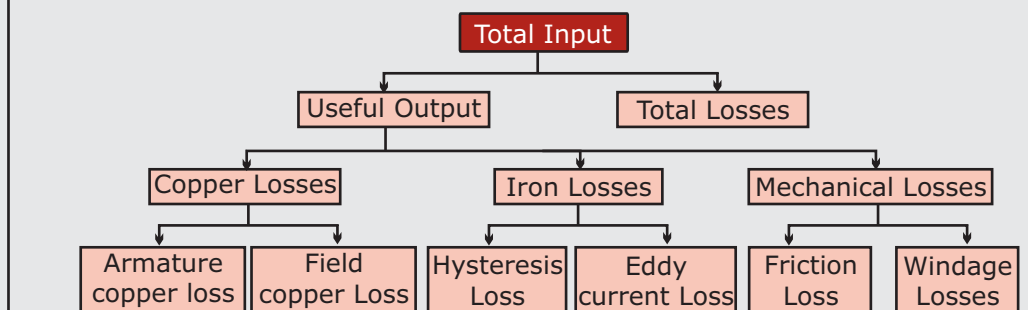 Total Input
Useful Output
Total Losses
Copper Losses
Iron Losses
Mechanical Losses
Armature
copper loss
Field
copper Loss
Hysteresis
Loss
Eddy
current Loss
Friction
Loss
Windage
Losses